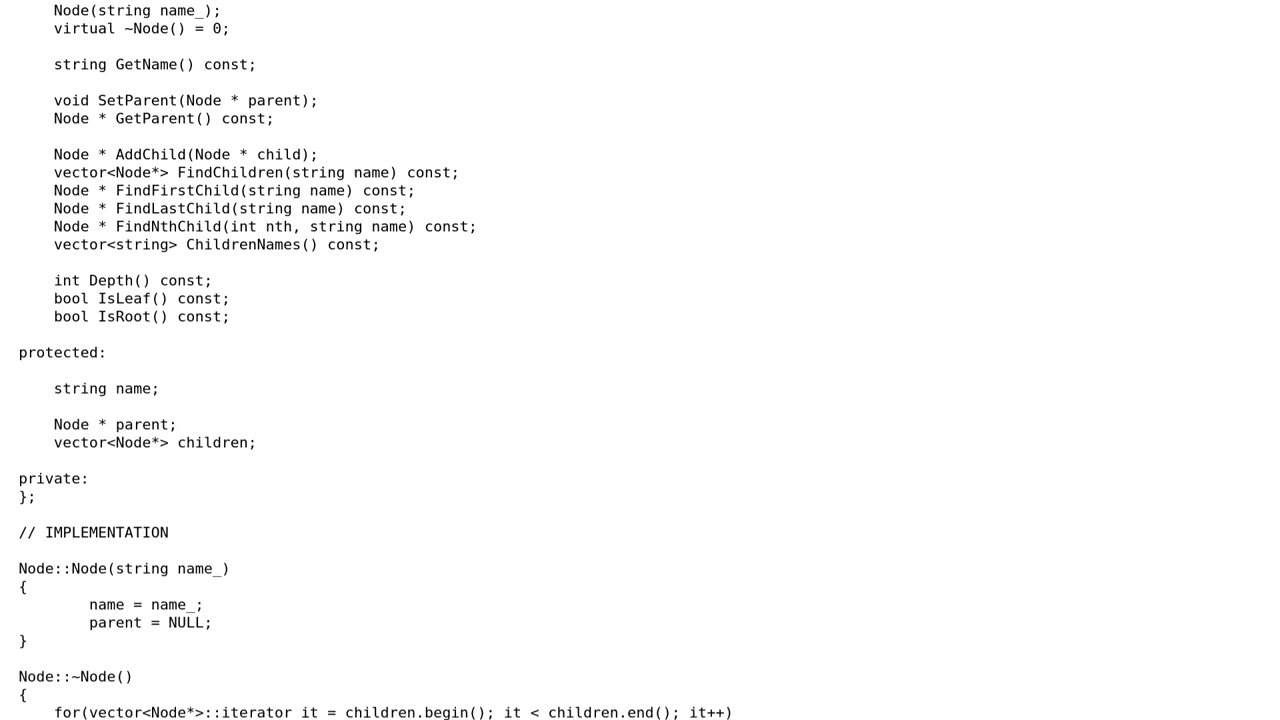 Node(string name_);
virtual ~Node() = 0;
string GetName() const;
void SetParent(Node * parent);
Node * GetParent() const;
Node * AddChild(Node * child);
vector<Node*> FindChildren(string name) const;
Node * FindFirstChild(string name) const;
Node * FindLastChild(string name) const;
Node * FindNthChild(int nth, string name) const;
vector<string> ChildrenNames() const;
int Depth() const;
bool IsLeaf() const;
bool IsRoot() const;
protected:
string name;
Node * parent;
vector<Node*> children;
private:
};
// IMPLEMENTATION
Node::Node(string name_)
{
name = name_;
parent = NULL;
}
Node::~Node()
{
for(vector<Node*>::iterator it = children.begin(); it < children.end(); it++)